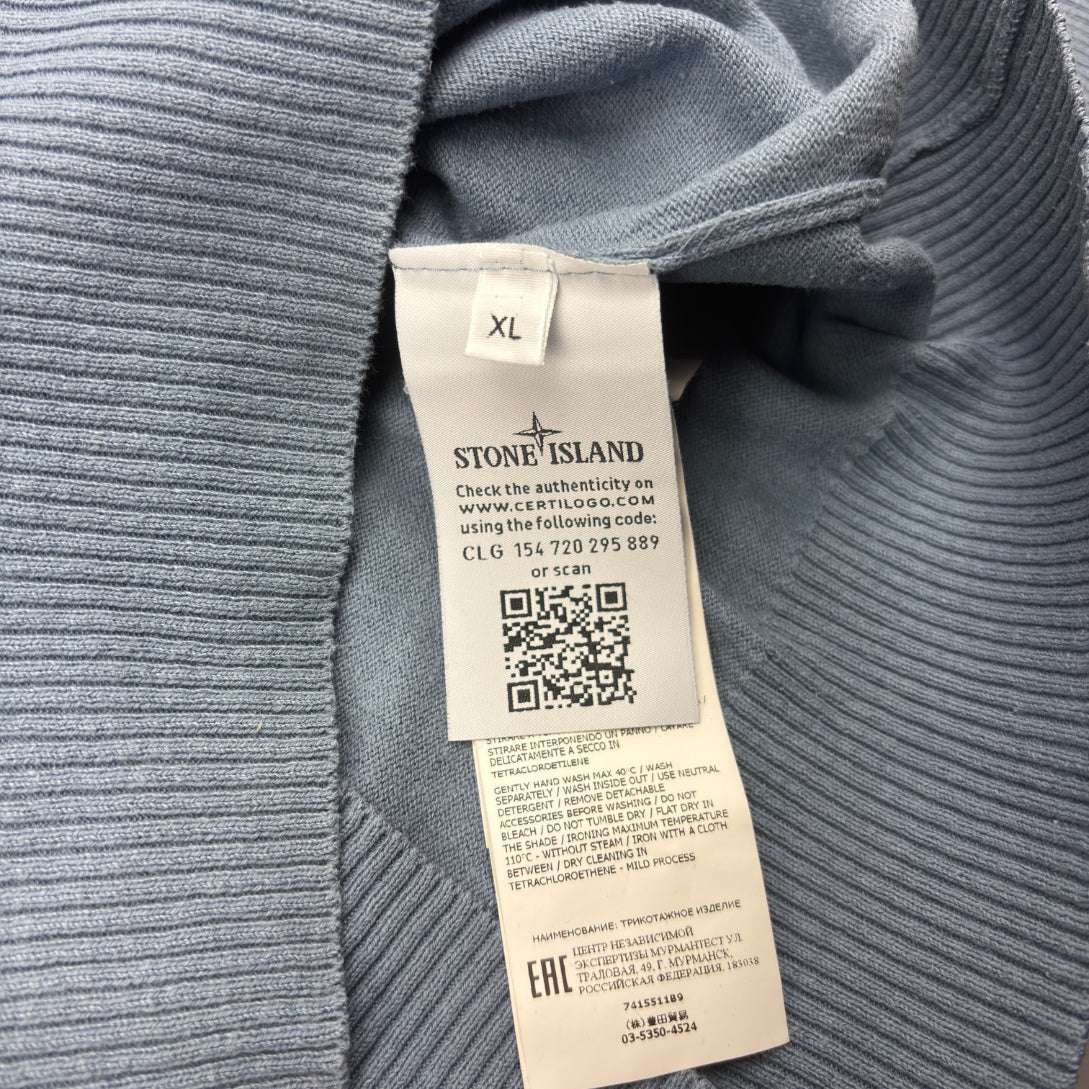 XL
STONE ISLAND
Check the authenticity on
WWW.CERTILOGO.COM
using the following code:
CLG 154 720 295 889
or scan
STIRARE INTERPONENDO UN PANNO / LAVARE
DELICATAMENTE A SECCO IN
TETRACLOROETILENE
GENTLY HAND WASH MAX 40°C / WASH
SEPARATELY / WASH INSIDE OUT / USE NEUTRAL
DETERGENT / REMOVE DETACHABLE
ACCESSORIES BEFORE WASHING / DO NOT
BLEACH / DO NOT TUMBLE DRY / FLAT DRY IN
THE SHADE / IRONING MAXIMUM TEMPERATURE
110°C - WITHOUT STEAM / IRON WITH A CLOTH
BETWEEN / DRY CLEANING IN
TETRACHLOROETHENE - MILD PROCESS
НАИМЕНОВАНИЕ: ТРИКОТАЖНОЕ ИЗДЕЛИЕ
EAC
ЦЕНТР НЕЗАВИСИМОЙ
ЭКСПЕРТИЗЫ МУРМАНТЕСТ УЛ.
ТРАЛОВАЯ, 49, Г. МУРМАНСК,
РОССИЙСКАЯ ФЕДЕРАЦИЯ, 183038
741551189
(株)豊田貿易
03-5350-4524